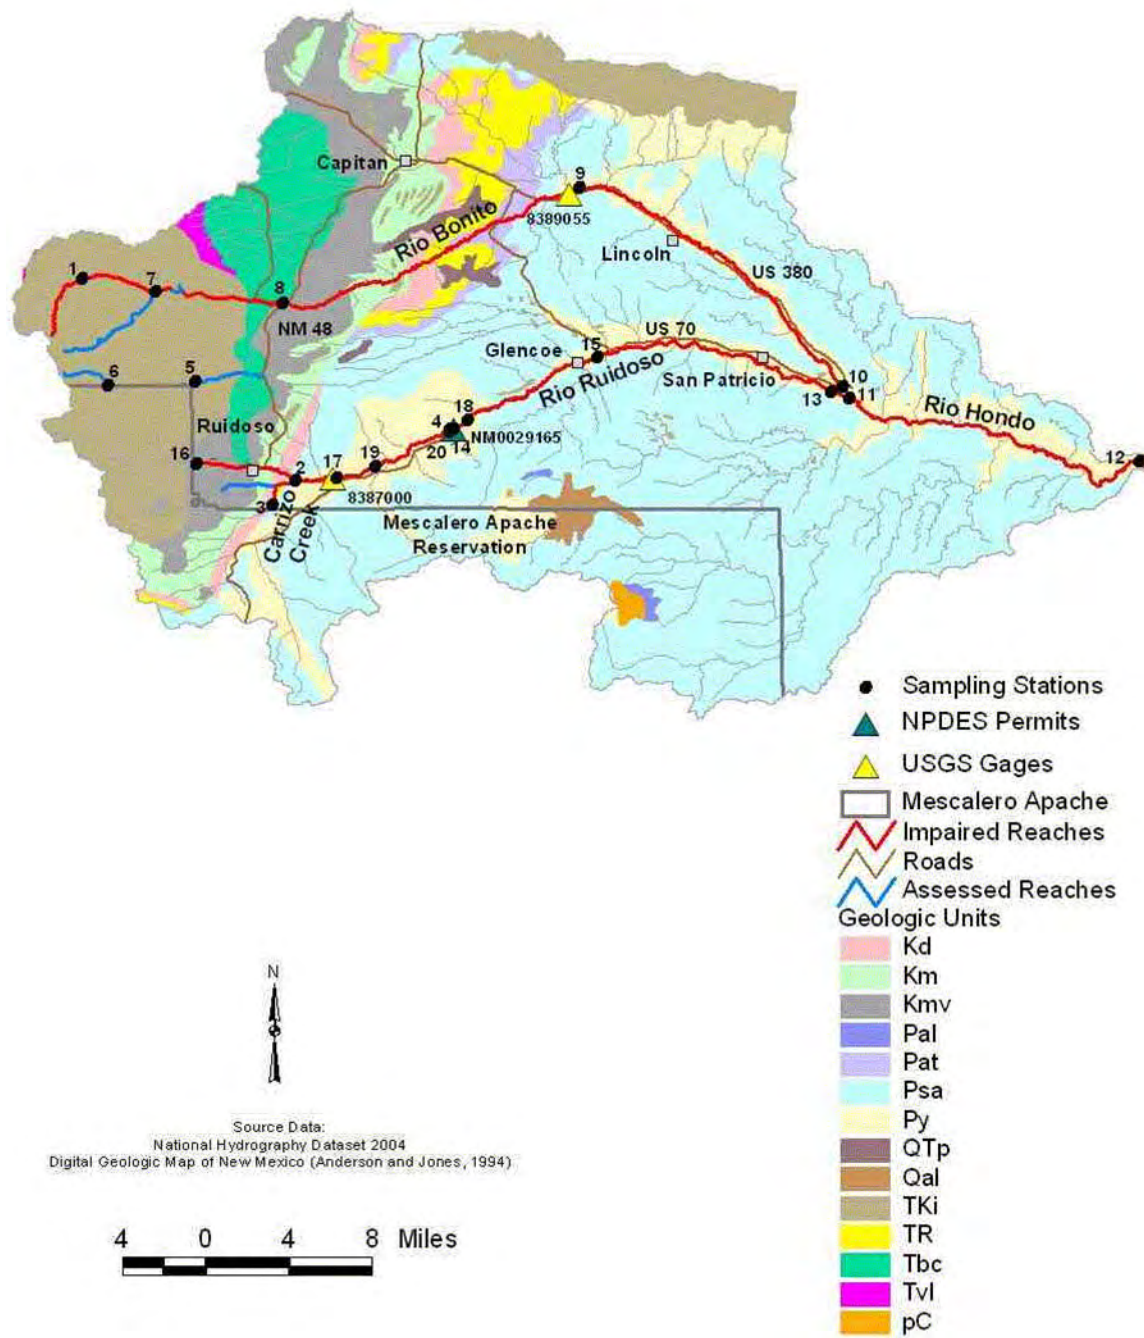 Capitan
9
8389055
Rio Bonito
Lincoln
1
7
US 380
8
NM 48
US 70
15
Glencoe
Rio Ruidoso
San Patricio
10
11
13
5
6
Ruidoso
18
4
NM0029165
14
20
19
Rio Hondo
12
16
2
17
8387000
3
Carrizo
Creek
Mescalero Apache
Reservation
Sampling Stations
NPDES Permits
USGS Gages
Mescalero Apache
Impaired Reaches
Roads
Assessed Reaches
Geologic Units
Kd
Km
Kmv
Pal
Pat
Psa
Py
QTp
Qal
TKi
TR
Tbc
Tvl
pC
N
Source Data:
National Hydrography Dataset 2004
Digital Geologic Map of New Mexico (Anderson and Jones, 1994)
4 0 4 8 Miles